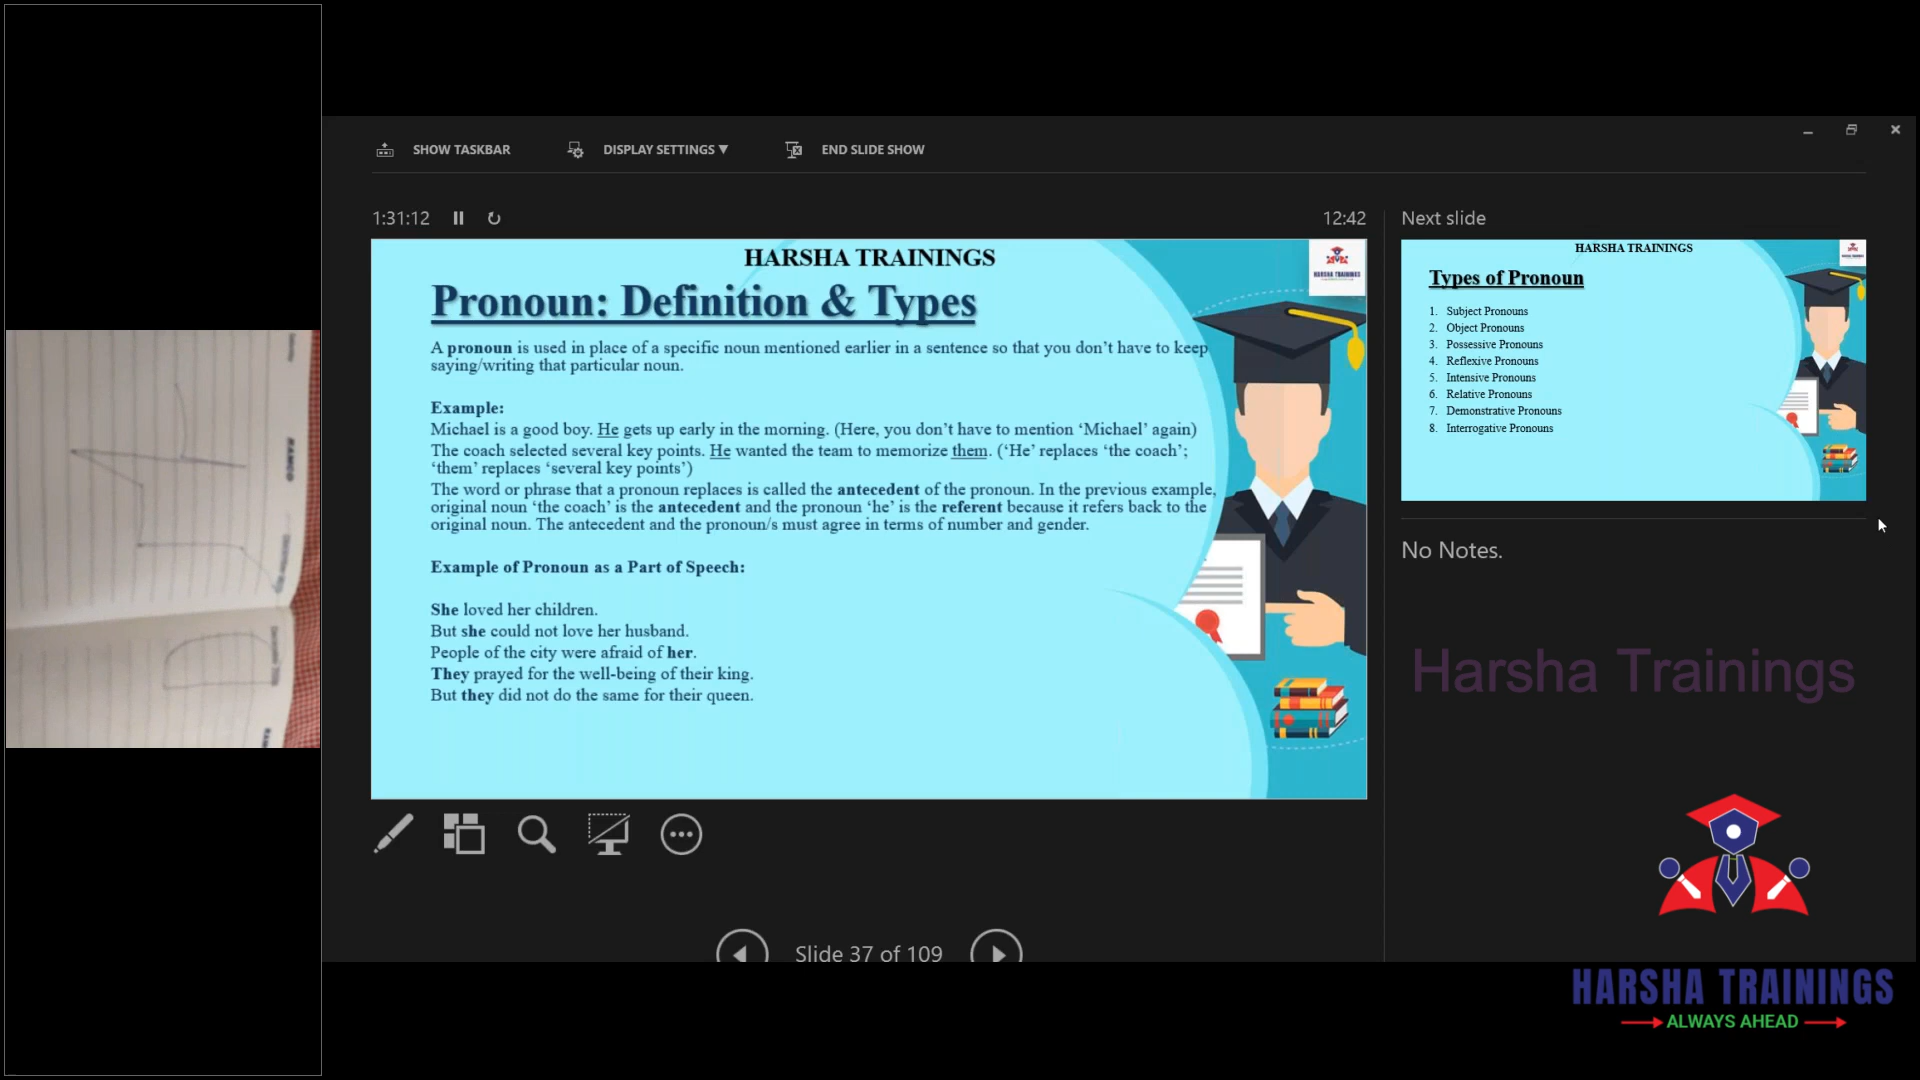 SHOW TASKBAR
DISPLAY SETTINGS ▼
END SLIDE SHOW
1:31:12
12:42
HARSHA TRAININGS
Pronoun: Definition & Types
A pronoun is used in place of a specific noun mentioned earlier in a sentence so that you don’t have to keep
saying/writing that particular noun.
Example:
Michael is a good boy. He gets up early in the morning. (Here, you don’t have to mention ‘Michael’ again)
The coach selected several key points. He wanted the team to memorize them. (‘He’ replaces ‘the coach’;
‘them’ replaces ‘several key points’)
The word or phrase that a pronoun replaces is called the antecedent of the pronoun. In the previous example,
original noun ‘the coach’ is the antecedent and the pronoun ‘he’ is the referent because it refers back to the
original noun. The antecedent and the pronoun/s must agree in terms of number and gender.
Example of Pronoun as a Part of Speech:
She loved her children.
But she could not love her husband.
People of the city were afraid of her.
They prayed for the well-being of their king.
But they did not do the same for their queen.
HARSHA TRAININGS
Slide 37 of 109
Next slide
HARSHA TRAININGS
Types of Pronoun
1. Subject Pronouns
2. Object Pronouns
3. Possessive Pronouns
4. Reflexive Pronouns
5. Intensive Pronouns
6. Relative Pronouns
7. Demonstrative Pronouns
8. Interrogative Pronouns
No Notes.
Harsha Trainings
HARSHA TRAININGS
ALWAYS AHEAD